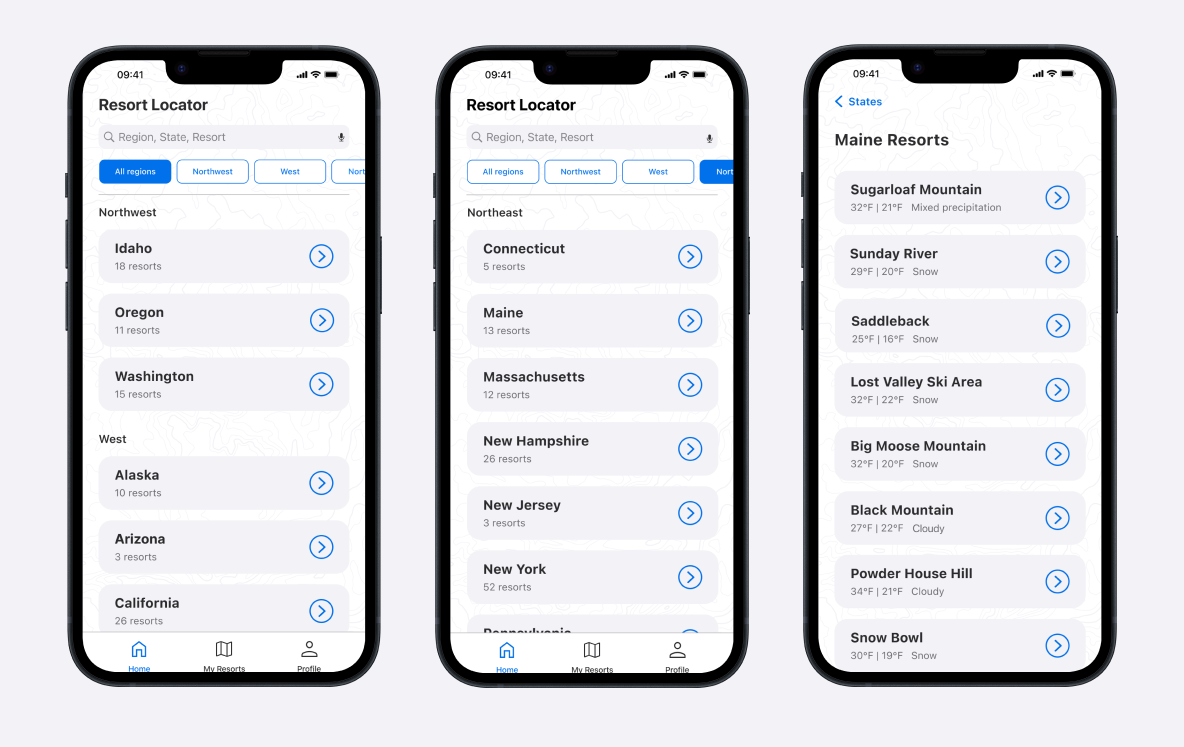 09:41
Resort Locator
Region, State, Resort
All regions Northwest West Nort
Northwest
Idaho
18 resorts
Oregon
11 resorts
Washington
15 resorts
West
Alaska
10 resorts
Arizona
3 resorts
California
26 resorts
Home My Resorts Profile
09:41
Resort Locator
Region, State, Resort
All regions Northwest West Nort
Northeast
Connecticut
5 resorts
Maine
13 resorts
Massachusetts
12 resorts
New Hampshire
26 resorts
New Jersey
3 resorts
New York
52 resorts
Pennsylvania
Home My Resorts Profile
09:41
States
Maine Resorts
Sugarloaf Mountain
32°F | 21°F Mixed precipitation
Sunday River
29°F | 20°F Snow
Saddleback
25°F | 16°F Snow
Lost Valley Ski Area
32°F | 22°F Snow
Big Moose Mountain
32°F | 20°F Snow
Black Mountain
27°F | 22°F Cloudy
Powder House Hill
34°F | 21°F Cloudy
Snow Bowl
30°F | 19°F Snow